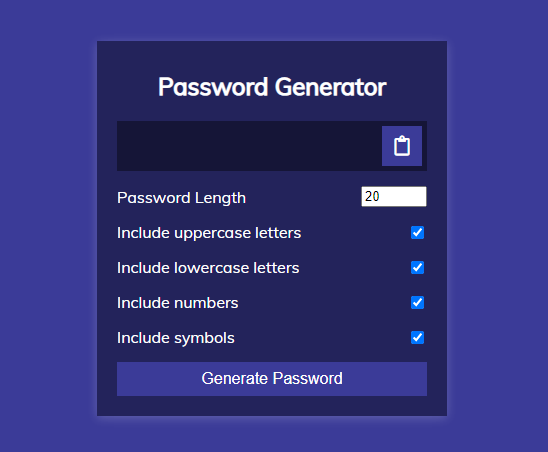 Password Generator
Password Length 20
Include uppercase letters
Include lowercase letters
Include numbers
Include symbols
Generate Password